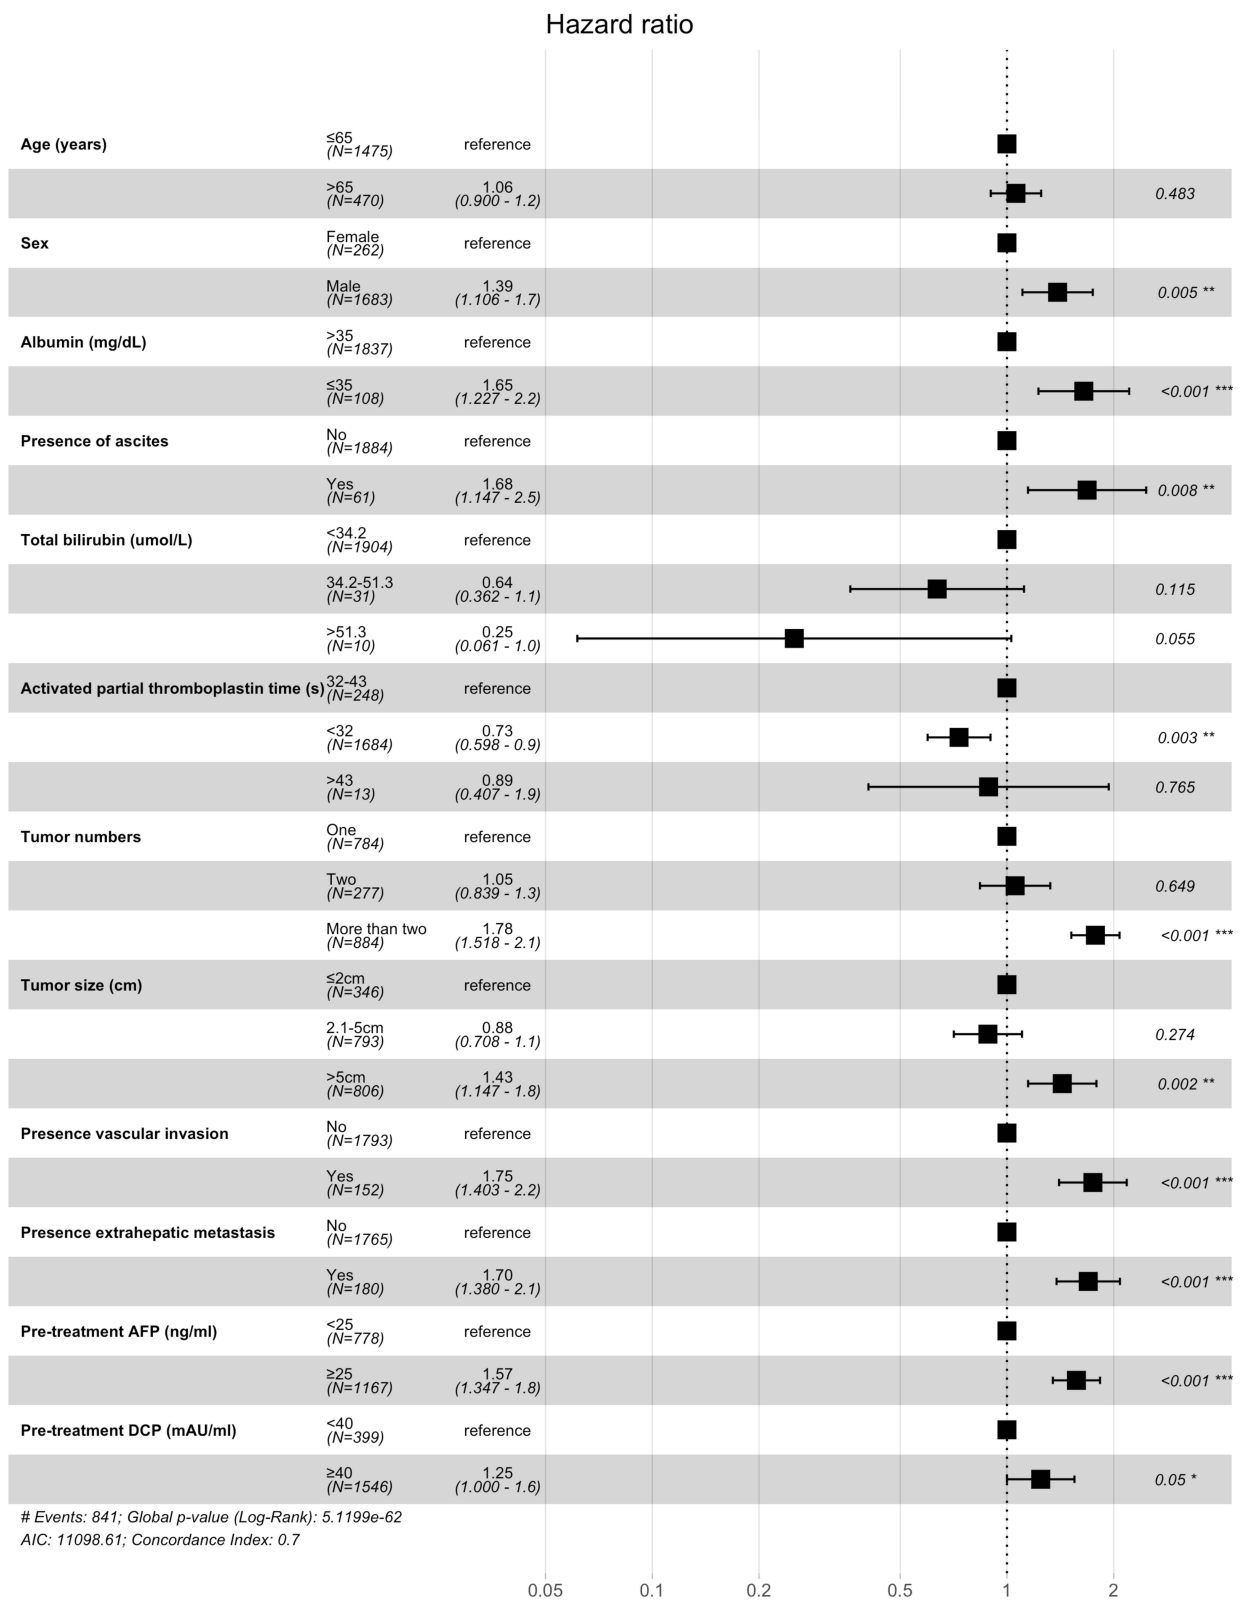 Hazard ratio
Age (years) ≤65 (N=1475) reference
>65 (N=470) 1.06 (0.900 - 1.2) 0.483
Sex Female (N=262) reference
Male (N=1683) 1.39 (1.106 - 1.7) 0.005 **
Albumin (mg/dL) >35 (N=1837) reference
≤35 (N=108) 1.65 (1.227 - 2.2) <0.001 ***
Presence of ascites No (N=1884) reference
Yes (N=61) 1.68 (1.147 - 2.5) 0.008 **
Total bilirubin (umol/L) <34.2 (N=1904) reference
34.2-51.3 (N=31) 0.64 (0.362 - 1.1) 0.115
>51.3 (N=10) 0.25 (0.061 - 1.0) 0.055
Activated partial thromboplastin time (s) 32-43 (N=248) reference
<32 (N=1684) 0.73 (0.598 - 0.9) 0.003 **
>43 (N=13) 0.89 (0.407 - 1.9) 0.765
Tumor numbers One (N=784) reference
Two (N=277) 1.05 (0.839 - 1.3) 0.649
More than two (N=884) 1.78 (1.518 - 2.1) <0.001 ***
Tumor size (cm) ≤2cm (N=346) reference
2.1-5cm (N=793) 0.88 (0.708 - 1.1) 0.274
>5cm (N=806) 1.43 (1.147 - 1.8) 0.002 **
Presence vascular invasion No (N=1793) reference
Yes (N=152) 1.75 (1.403 - 2.2) <0.001 ***
Presence extrahepatic metastasis No (N=1765) reference
Yes (N=180) 1.70 (1.380 - 2.1) <0.001 ***
Pre-treatment AFP (ng/ml) <25 (N=778) reference
≥25 (N=1167) 1.57 (1.347 - 1.8) <0.001 ***
Pre-treatment DCP (mAU/ml) <40 (N=399) reference
≥40 (N=1546) 1.25 (1.000 - 1.6) 0.05 *
# Events: 841; Global p-value (Log-Rank): 5.1199e-62
AIC: 11098.61; Concordance Index: 0.7
0.05 0.1 0.2 0.5 1 2